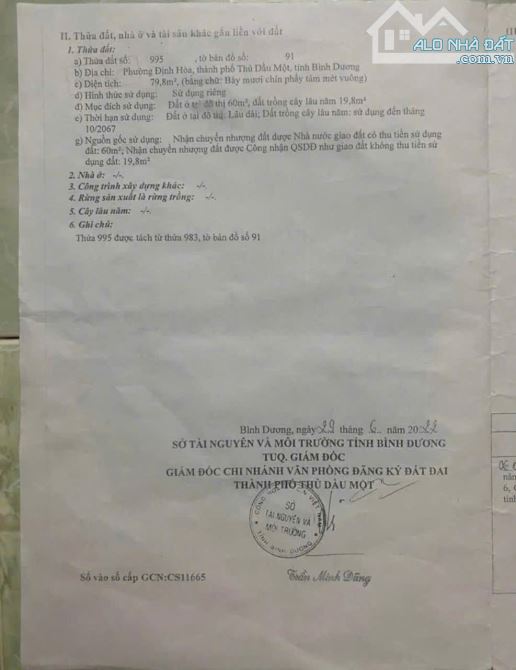 ALO NHÀ ĐẤT
.COM.VN
II. Thửa đất, nhà ở và tài sản khác gắn liền với đất
1. Thửa đất:
a) Thửa đất số: 995 , tờ bản đồ số: 91
b) Địa chỉ: Phường Định Hòa, thành phố Thủ Dầu Một, tỉnh Bình Dương
c) Diện tích: 79,8m², (bằng chữ: Bảy mươi chín phẩy tám mét vuông)
d) Hình thức sử dụng: Sử dụng riêng
đ) Mục đích sử dụng: Đất ở tại đô thị 60m², đất trồng cây lâu năm 19,8m²
e) Thời hạn sử dụng: Đất ở tại đô thị: Lâu dài; Đất trồng cây lâu năm: sử dụng đến tháng
10/2067
g) Nguồn gốc sử dụng: Nhận chuyển nhượng đất được Nhà nước giao đất có thu tiền sử dụng
đất: 60m²; Nhận chuyển nhượng đất được Công nhận QSDĐ như giao đất không thu tiền sử
dụng đất: 19,8m²
2. Nhà ở: -/-.
3. Công trình xây dựng khác: -/-.
4. Rừng sản xuất là rừng trồng: -/-.
5. Cây lâu năm: -/-.
6. Ghi chú:
Thửa 995 được tách từ thửa 983, tờ bản đồ số 91
Bình Dương, ngày 29 tháng 6 năm 2022
SỞ TÀI NGUYÊN VÀ MÔI TRƯỜNG TỈNH BÌNH DƯƠNG
TUQ. GIÁM ĐỐC
GIÁM ĐỐC CHI NHÁNH VĂN PHÒNG ĐĂNG KÝ ĐẤT ĐAI
THÀNH PHỐ THỦ DẦU MỘT
SỞ
TÀI NGUYÊN VÀ
MÔI TRƯỜNG
TỈNH BÌNH DƯƠNG
Số vào sổ cấp GCN:CS11665
Trần Minh Dũng